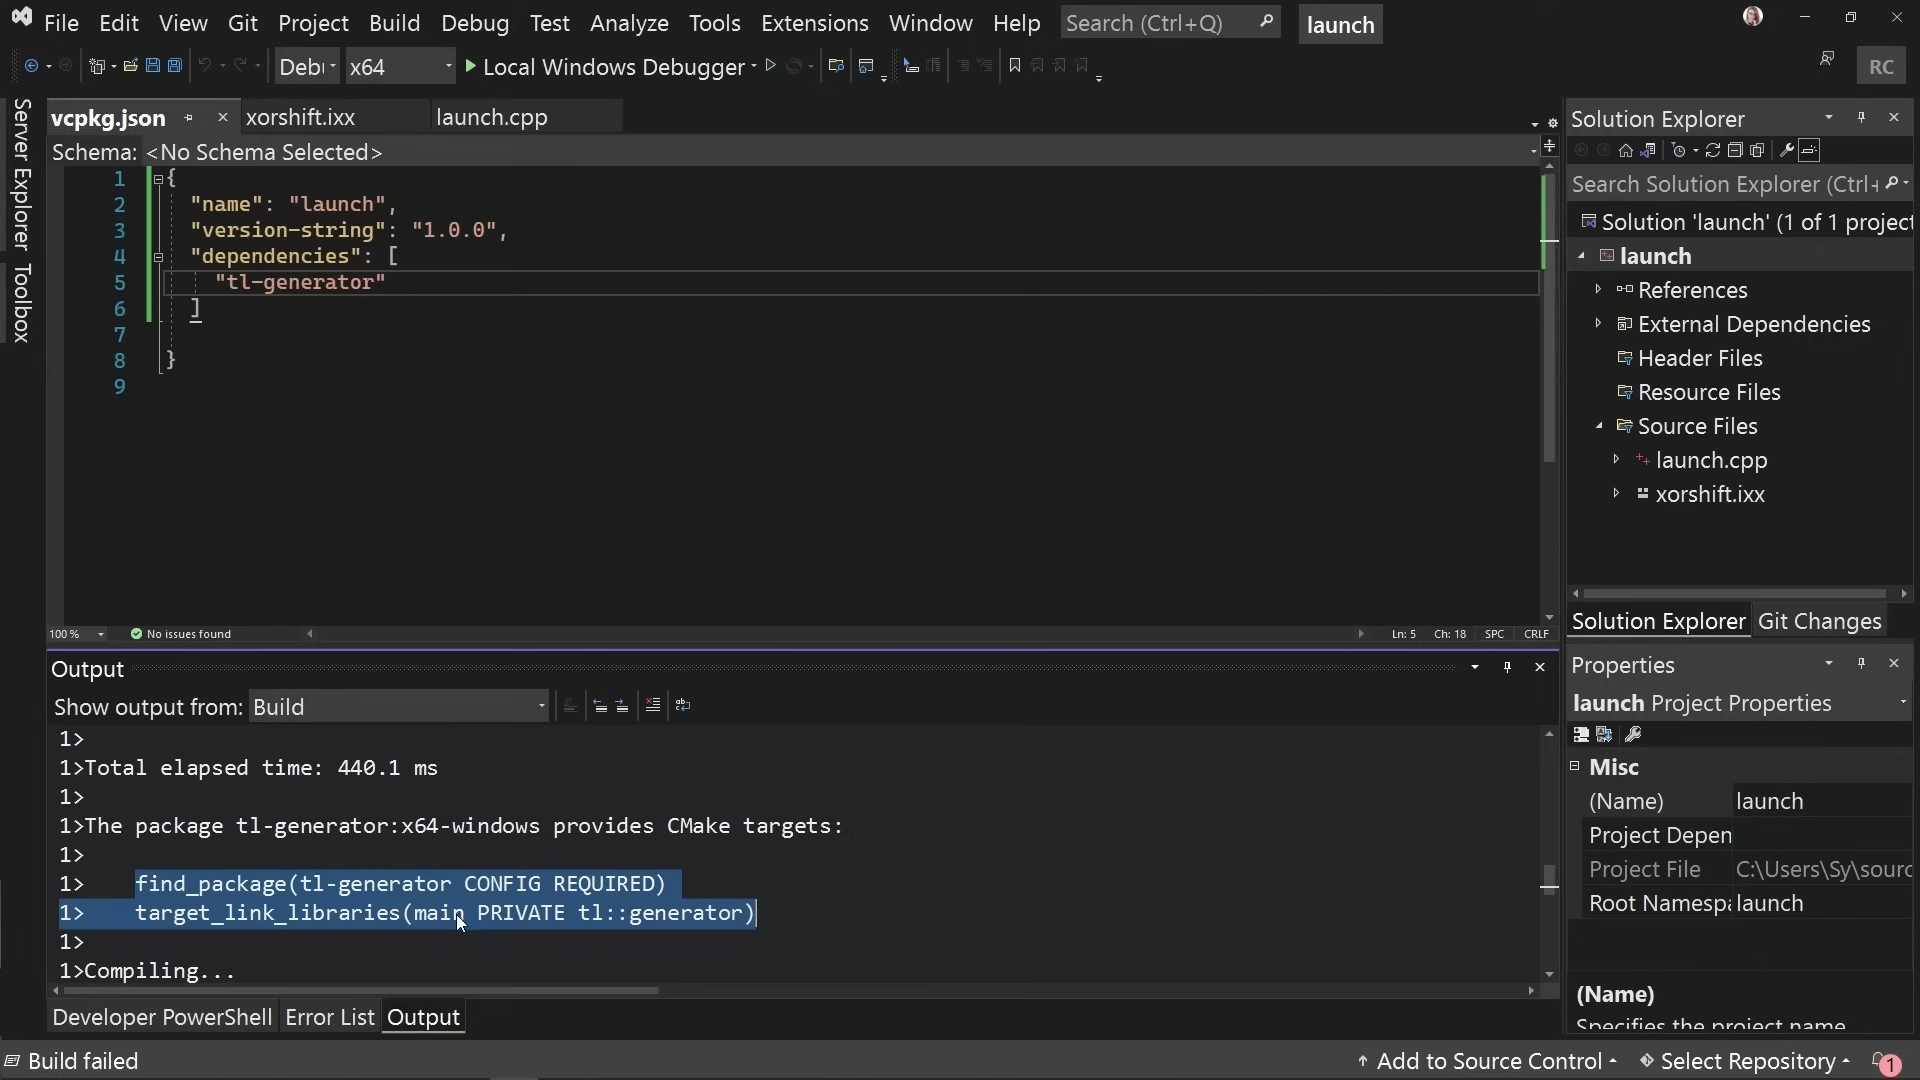 File Edit View Git Project Build Debug Test Analyze Tools Extensions Window Help Search (Ctrl+Q) launch
x64 Local Windows Debugger RC
Server Explorer
Toolbox
vcpkg.json xorshift.ixx launch.cpp
Schema: <No Schema Selected>
1 {
2 "name": "launch",
3 "version-string": "1.0.0",
4 "dependencies": [
5 "tl-generator"
6 ]
7
8 }
9
100 % No issues found Ln: 5 Ch: 18 SPC CRLF
Output
Show output from: Build
1>
1>Total elapsed time: 440.1 ms
1>
1>The package tl-generator:x64-windows provides CMake targets:
1>
1> find_package(tl-generator CONFIG REQUIRED)
1> target_link_libraries(main PRIVATE tl::generator)
1>
1>Compiling...
Developer PowerShell Error List Output
Solution Explorer
Search Solution Explorer (Ctrl+
Solution 'launch' (1 of 1 project
launch
References
External Dependencies
Header Files
Resource Files
Source Files
launch.cpp
xorshift.ixx
Solution Explorer Git Changes
Properties
launch Project Properties
Misc
(Name) launch
Project Depen
Project File C:\Users\Sy\sourc
Root Namespa launch
(Name)
Specifies the project name
Build failed Add to Source Control Select Repository 1